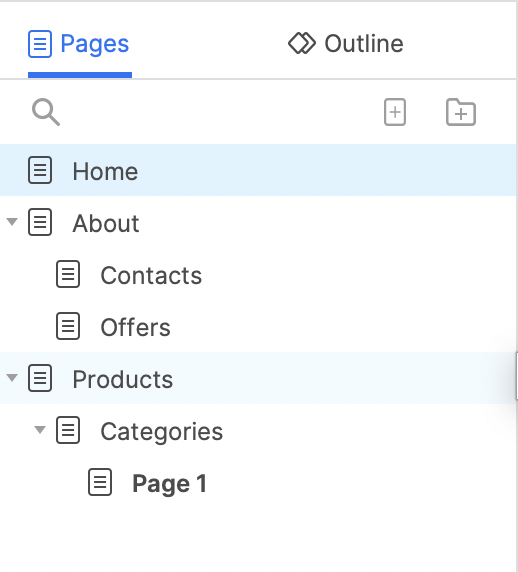 Pages
Outline
Home
About
Contacts
Offers
Products
Categories
Page 1